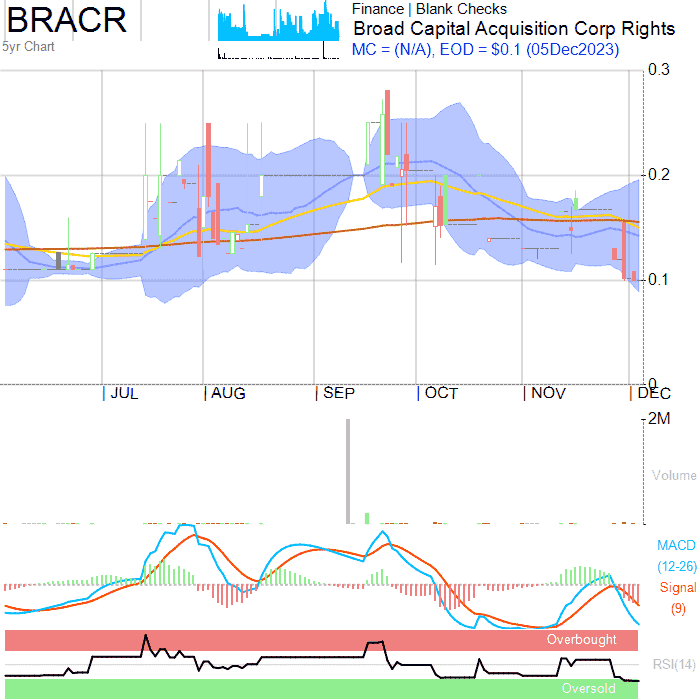 BRACR
5yr Chart
Finance | Blank Checks
Broad Capital Acquisition Corp Rights
MC = (N/A), EOD = $0.1 (05Dec2023)
0.3
0.2
0.1
0
JUL
AUG
SEP
OCT
NOV
DEC
2M
Volume
MACD
(12-26)
Signal
(9)
Overbought
RSI(14)
Oversold